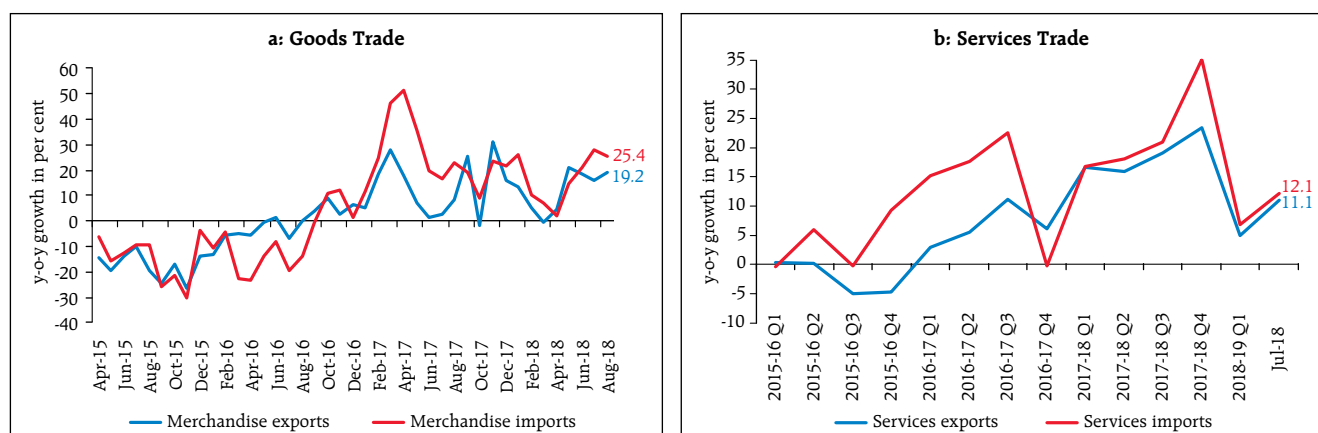 a: Goods Trade
y-o-y growth in per cent
60
50
40
30
20
10
0
-10
-20
-30
-40
25.4
19.2
Apr-15
Jun-15
Aug-15
Oct-15
Dec-15
Feb-16
Apr-16
Jun-16
Aug-16
Oct-16
Dec-16
Feb-17
Apr-17
Jun-17
Aug-17
Oct-17
Dec-17
Feb-18
Apr-18
Jun-18
Aug-18
Merchandise exports
Merchandise imports
b: Services Trade
y-o-y growth in per cent
35
30
25
20
15
10
5
0
-5
-10
12.1
11.1
2015-16 Q1
2015-16 Q2
2015-16 Q3
2015-16 Q4
2016-17 Q1
2016-17 Q2
2016-17 Q3
2016-17 Q4
2017-18 Q1
2017-18 Q2
2017-18 Q3
2017-18 Q4
2018-19 Q1
Jul-18
Services exports
Services imports